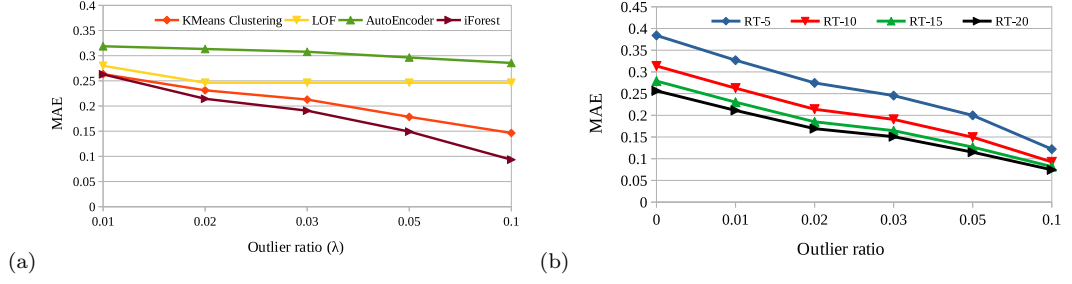 KMeans Clustering LOF AutoEncoder iForest
0.4
0.35
0.3
0.25
0.2
0.15
0.1
0.05
0
MAE
0.01 0.02 0.03 0.05 0.1
Outlier ratio (λ)
(a)
RT-5 RT-10 RT-15 RT-20
0.45
0.4
0.35
0.3
0.25
0.2
0.15
0.1
0.05
0
MAE
0 0.01 0.02 0.03 0.05 0.1
Outlier ratio
(b)